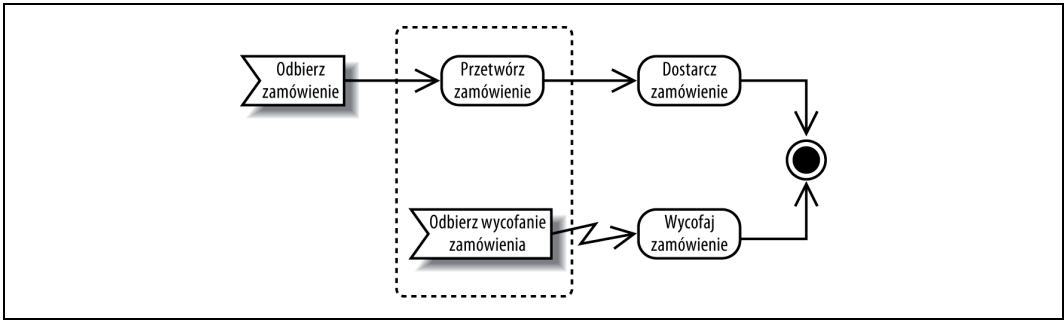 Odbierz
zamówienie
Przetwórz
zamówienie
Dostarcz
zamówienie
Odbierz wycofanie
zamówienia
Wycofaj
zamówienie